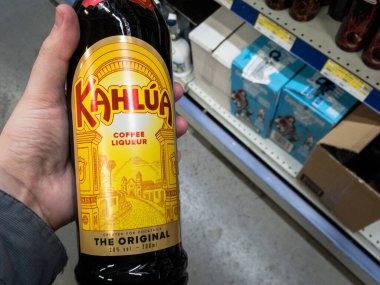 KAHLÚA
COFFEE
LIQUEUR
THE ORIGINAL